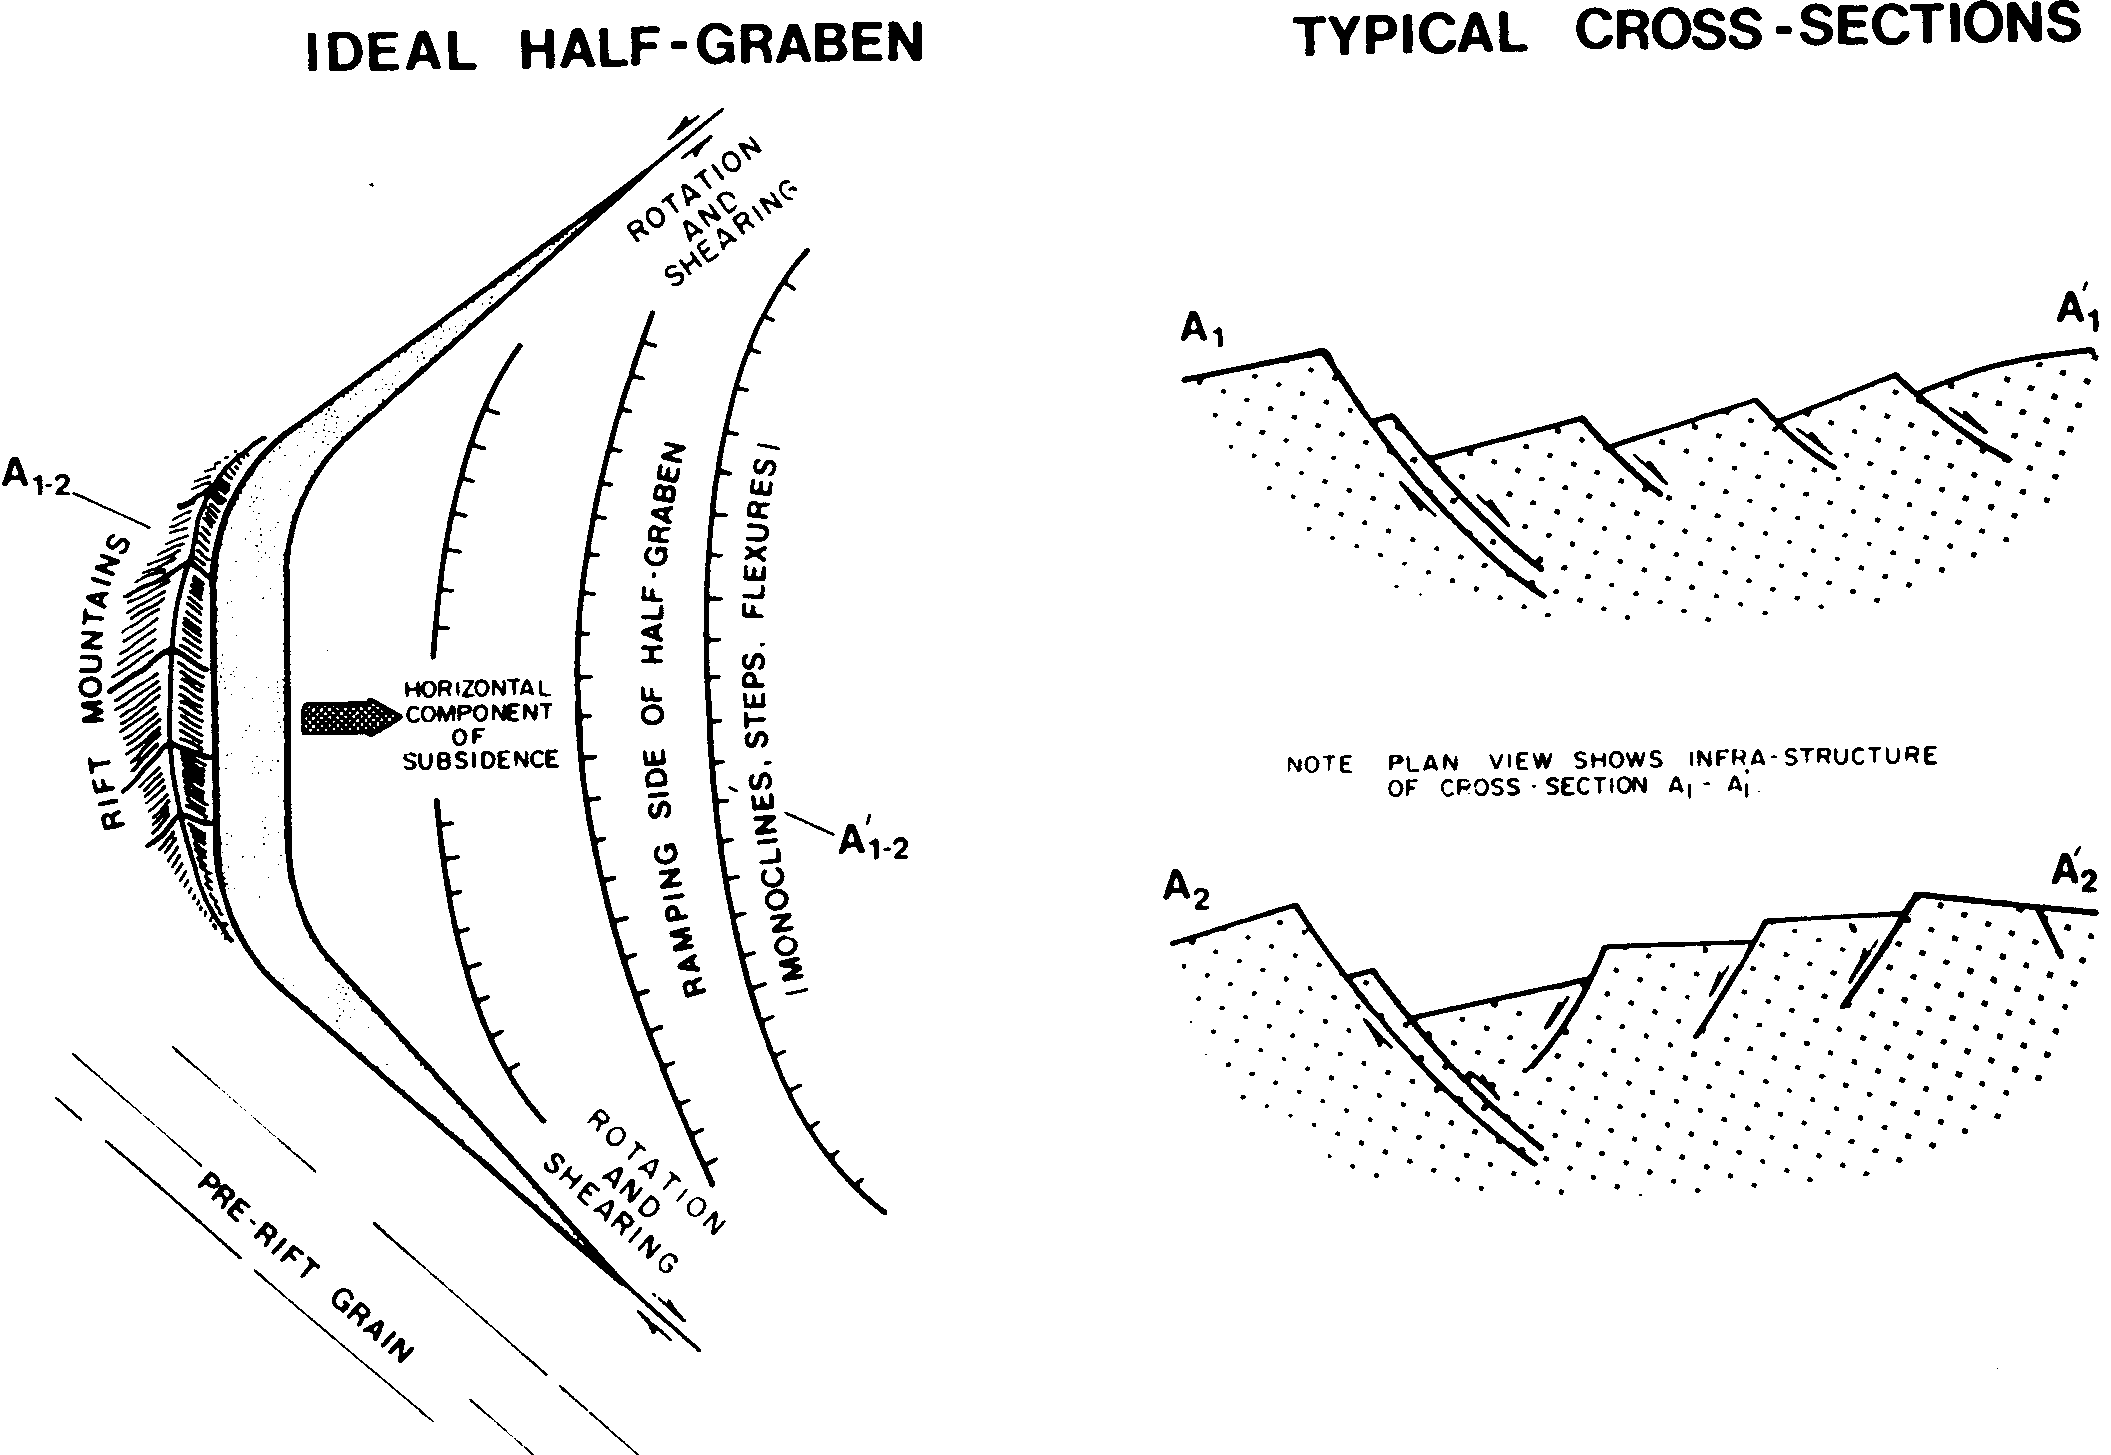 IDEAL HALF-GRABEN
TYPICAL CROSS-SECTIONS
ROTATION
AND
SHEARING
A1-2
RIFT MOUNTAINS
HORIZONTAL
COMPONENT
OF
SUBSIDENCE
RAMPING SIDE OF HALF-GRABEN
(MONOCLINES, STEPS, FLEXURES)
A'1-2
ROTATION
AND
SHEARING
PRE-RIFT GRAIN
A1
A'1
NOTE PLAN VIEW SHOWS INFRA-STRUCTURE
OF CROSS-SECTION A1 - A'1.
A2
A'2